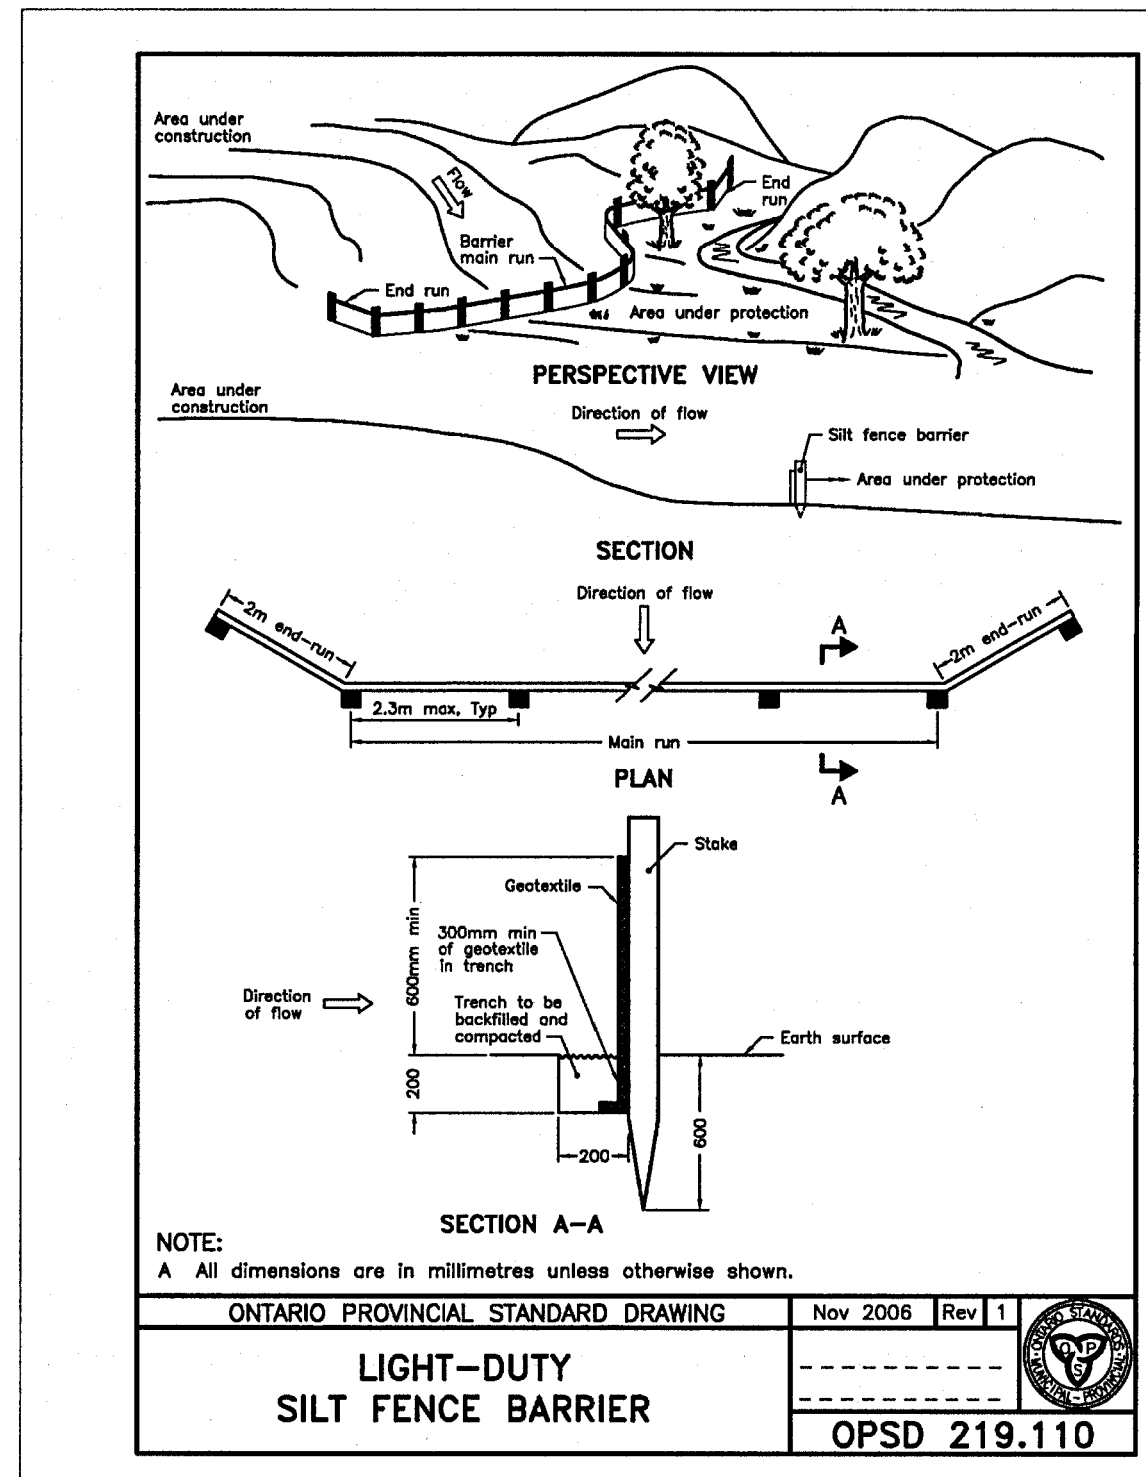 Area under
construction
Flow
End
run
Barrier
main run
End run
Area under protection
PERSPECTIVE VIEW
Area under
construction
Direction of flow
Silt fence barrier
Area under protection
SECTION
Direction of flow
2m end-run
A
2m end-run
2.3m max, Typ
Main run
PLAN
A
Stake
Geotextile
600mm min
300mm min
of geotextile
in trench
Direction
of flow
Trench to be
backfilled and
compacted
Earth surface
200
600
200
SECTION A-A
NOTE:
A All dimensions are in millimetres unless otherwise shown.
ONTARIO PROVINCIAL STANDARD DRAWING
Nov 2006 Rev 1
LIGHT-DUTY
SILT FENCE BARRIER
ONTARIO STANDARDS
MUNICIPAL-PROVINCIAL
O P
S
OPSD 219.110